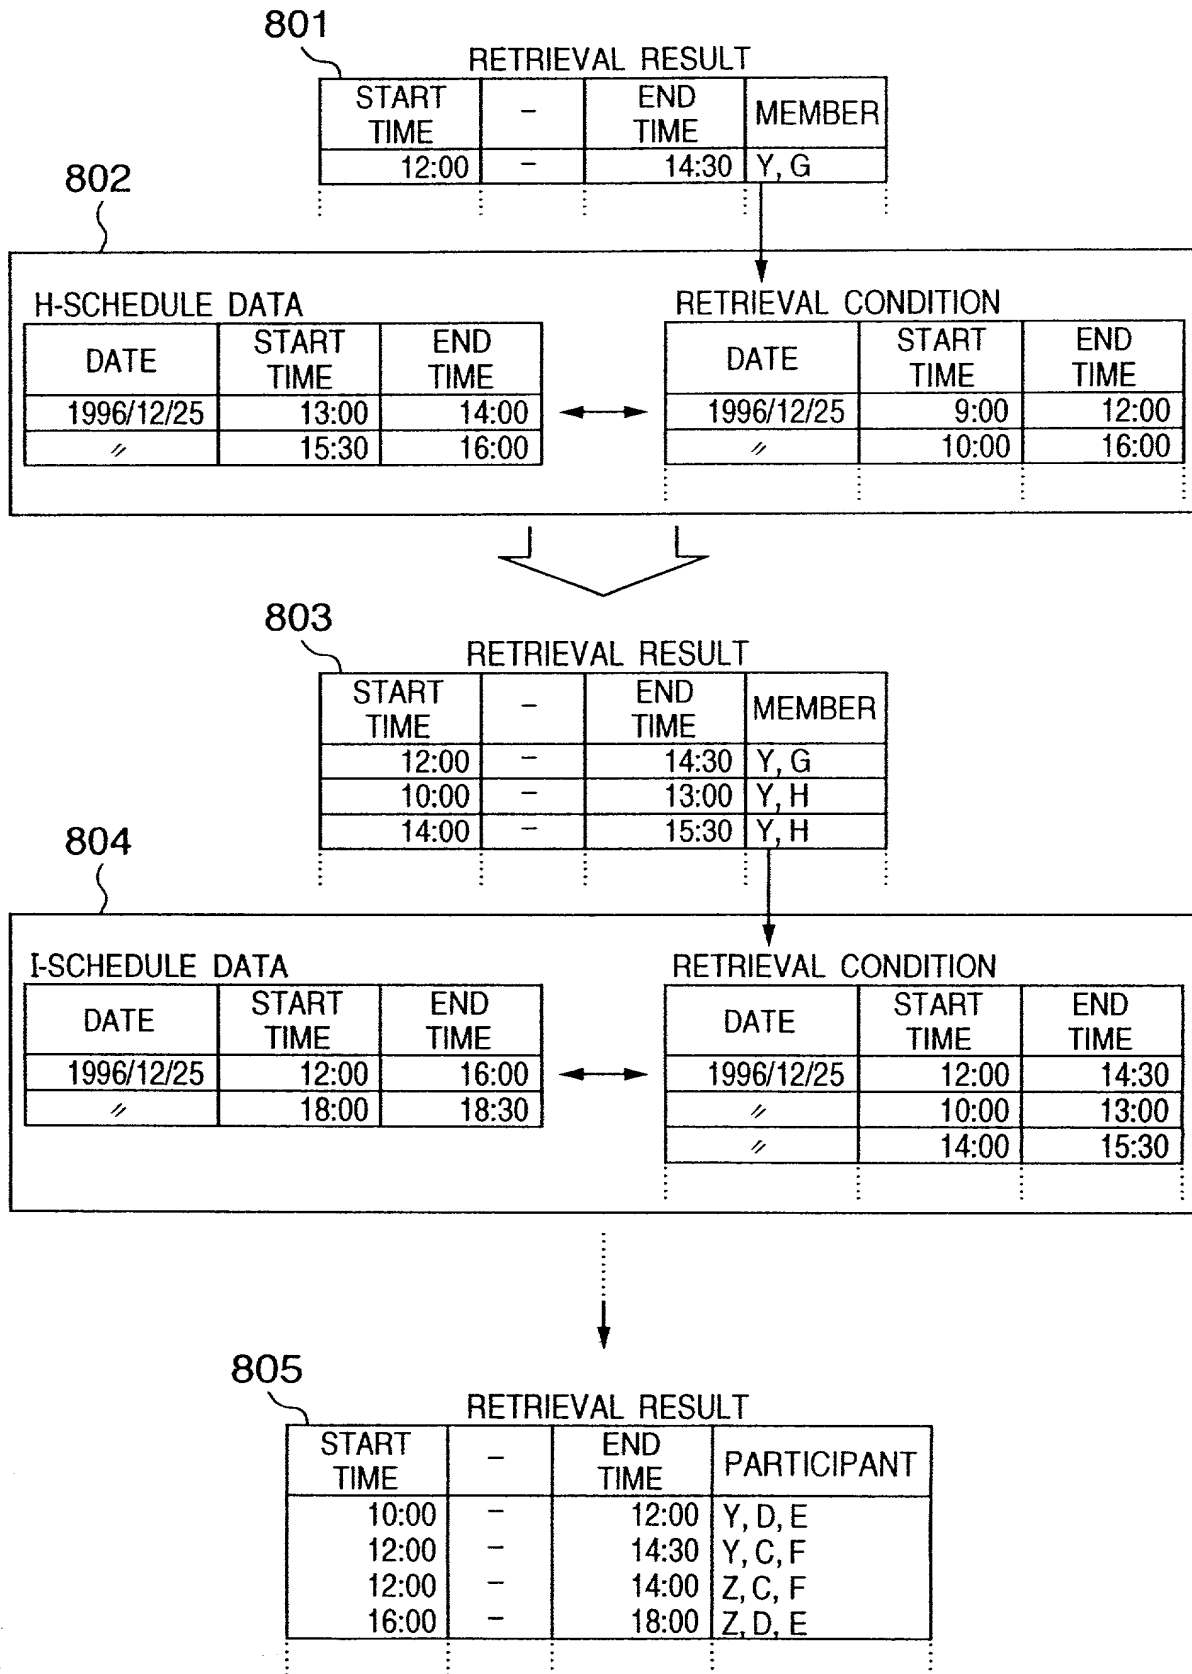 801
RETRIEVAL RESULT
START TIME - END TIME MEMBER
12:00 - 14:30 Y, G
802
H-SCHEDULE DATA
DATE START TIME END TIME
1996/12/25 13:00 14:00
〃 15:30 16:00
RETRIEVAL CONDITION
DATE START TIME END TIME
1996/12/25 9:00 12:00
〃 10:00 16:00
803
RETRIEVAL RESULT
START TIME - END TIME MEMBER
12:00 - 14:30 Y, G
10:00 - 13:00 Y, H
14:00 - 15:30 Y, H
804
I-SCHEDULE DATA
DATE START TIME END TIME
1996/12/25 12:00 16:00
〃 18:00 18:30
RETRIEVAL CONDITION
DATE START TIME END TIME
1996/12/25 12:00 14:30
〃 10:00 13:00
〃 14:00 15:30
805
RETRIEVAL RESULT
START TIME - END TIME PARTICIPANT
10:00 - 12:00 Y, D, E
12:00 - 14:30 Y, C, F
12:00 - 14:00 Z, C, F
16:00 - 18:00 Z, D, E